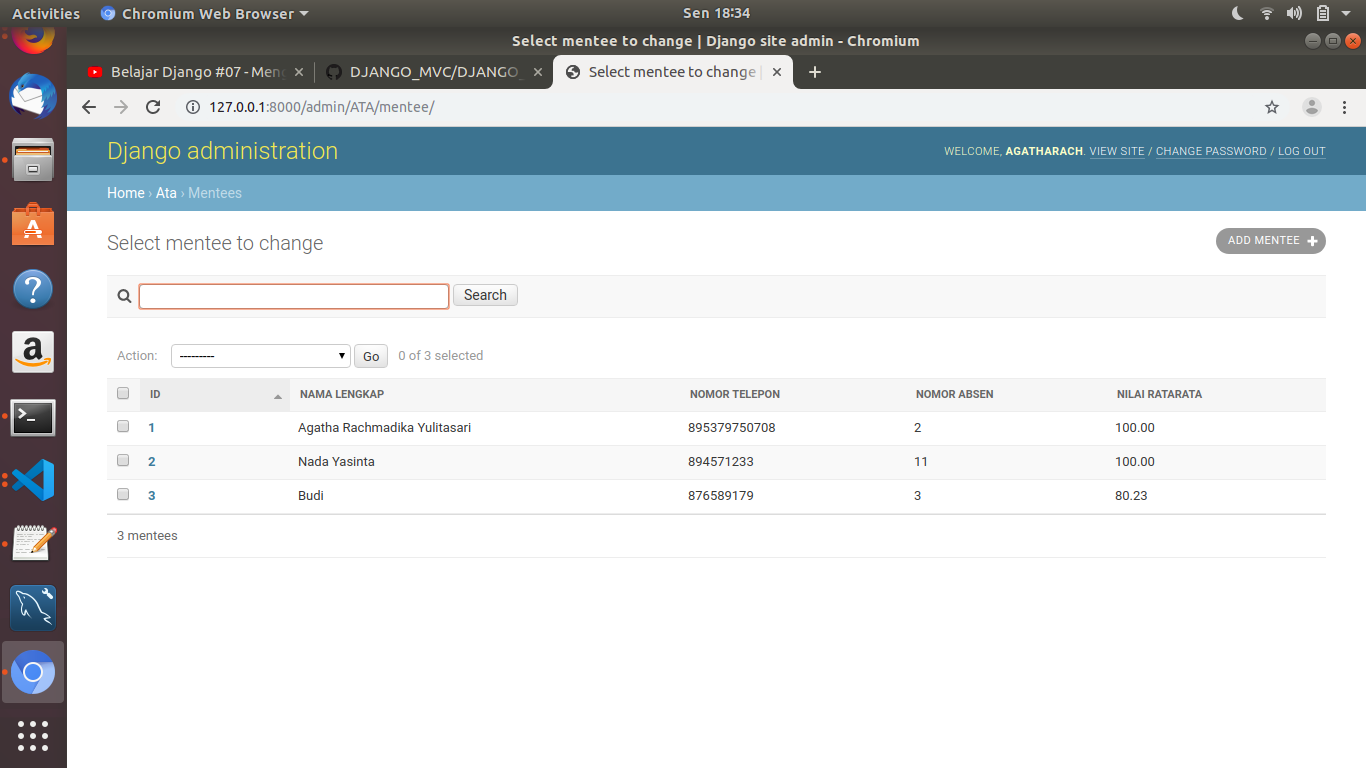 Activities
Chromium Web Browser
Sen 18:34
Select mentee to change | Django site admin - Chromium
Belajar Django #07 - Meng
DJANGO_MVC/DJANGO_
Select mentee to change |
127.0.0.1:8000/admin/ATA/mentee/
Django administration
WELCOME, AGATHARACH. VIEW SITE / CHANGE PASSWORD / LOG OUT
Home › Ata › Mentees
Select mentee to change
ADD MENTEE
Search
Action: --------- Go 0 of 3 selected
ID NAMA LENGKAP NOMOR TELEPON NOMOR ABSEN NILAI RATARATA
1 Agatha Rachmadika Yulitasari 895379750708 2 100.00
2 Nada Yasinta 894571233 11 100.00
3 Budi 876589179 3 80.23
3 mentees